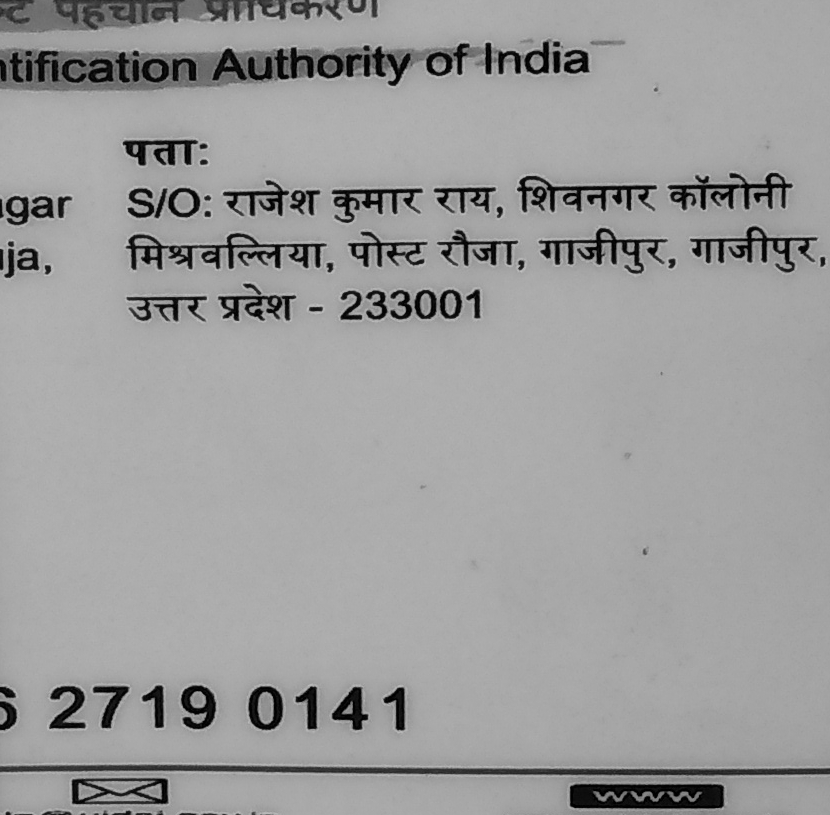 पहचान प्राधिकरण
ntification Authority of India
पता:
gar S/O: राजेश कुमार राय, शिवनगर कॉलोनी
ja, मिश्रवल्लिया, पोस्ट रौजा, गाजीपुर, गाजीपुर,
उत्तर प्रदेश - 233001
6 2719 0141
www